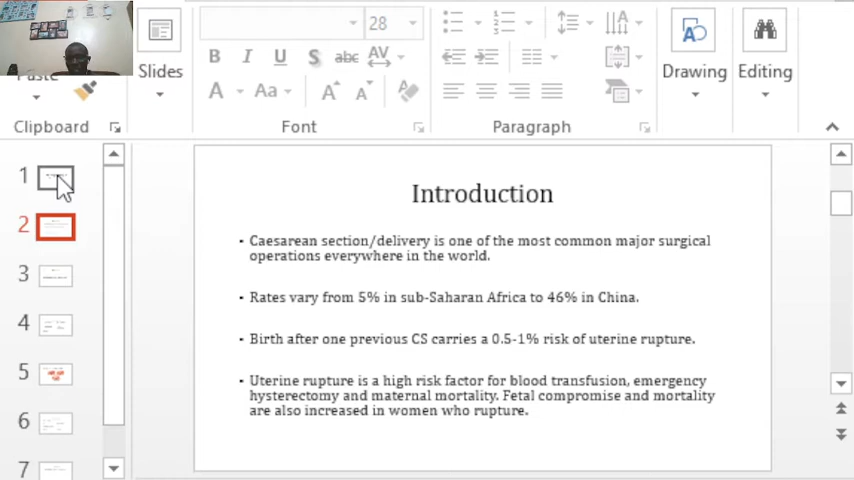 28
Paste
B I U S abc AV
A Aa A A
Clipboard
Slides
Font
Paragraph
Drawing
Editing
1
2
3
4
5
6
7
Introduction
- Caesarean section/delivery is one of the most common major surgical
operations everywhere in the world.
- Rates vary from 5% in sub-Saharan Africa to 46% in China.
- Birth after one previous CS carries a 0.5-1% risk of uterine rupture.
- Uterine rupture is a high risk factor for blood transfusion, emergency
hysterectomy and maternal mortality. Fetal compromise and mortality
are also increased in women who rupture.